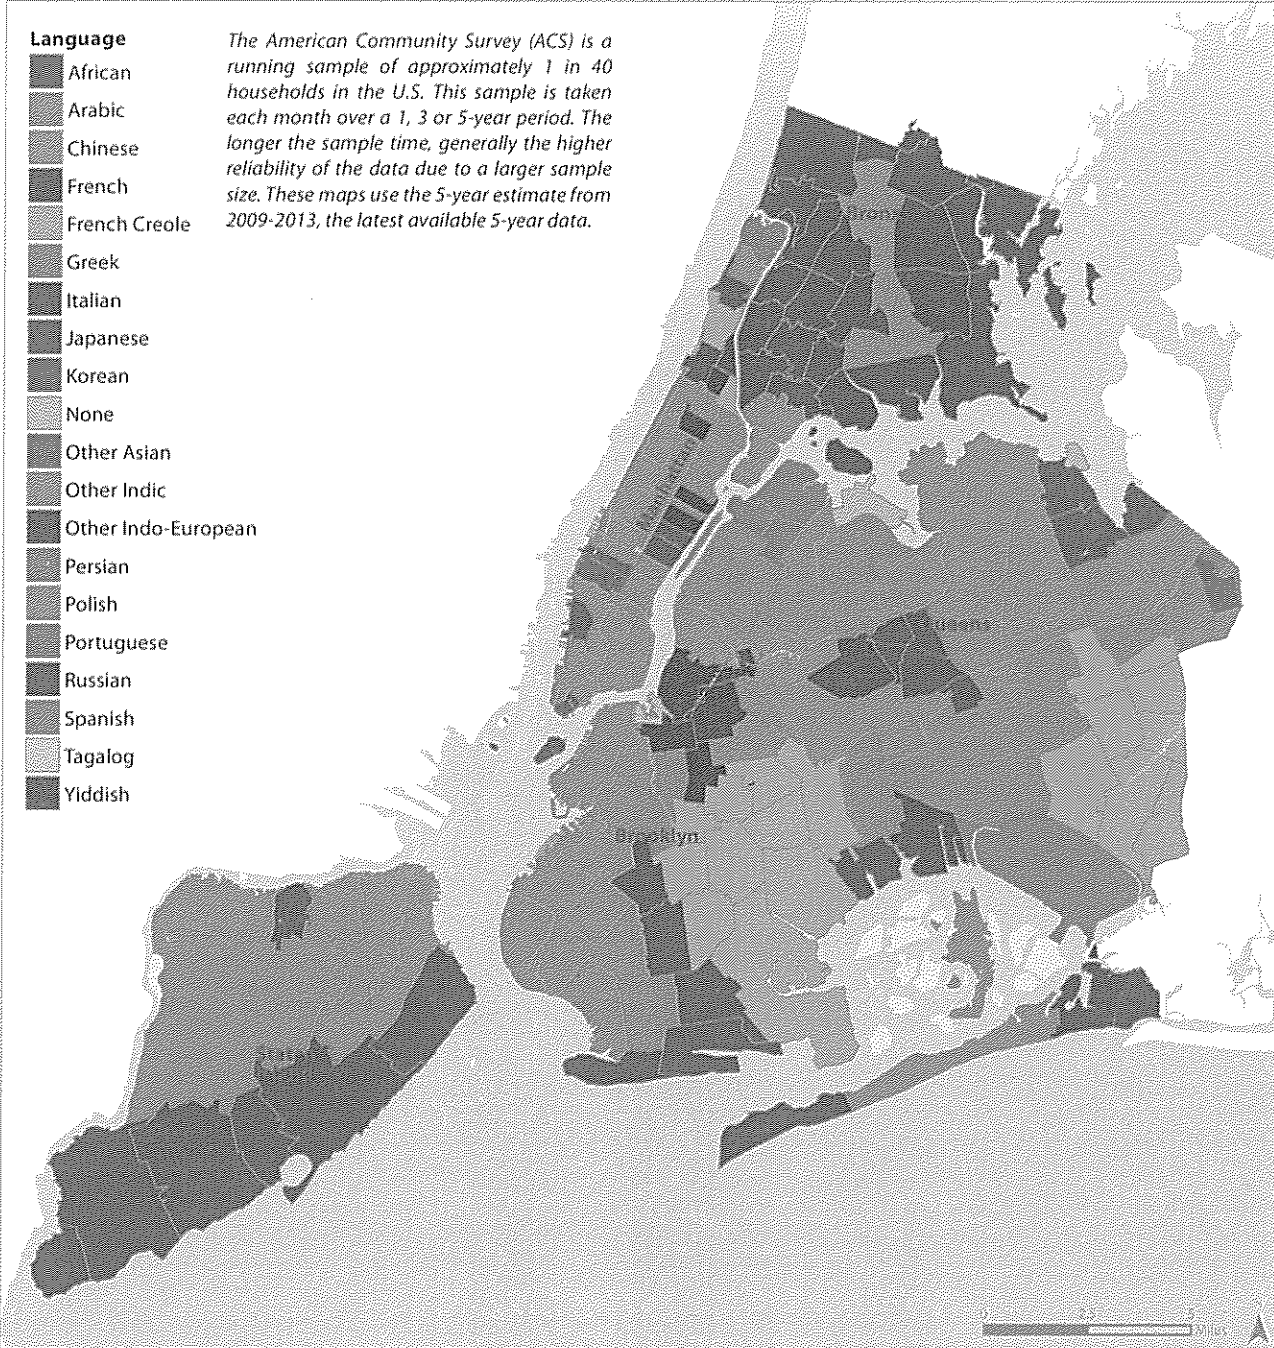 Language
African
Arabic
Chinese
French
French Creole
Greek
Italian
Japanese
Korean
None
Other Asian
Other Indic
Other Indo-European
Persian
Polish
Portuguese
Russian
Spanish
Tagalog
Yiddish
The American Community Survey (ACS) is a
running sample of approximately 1 in 40
households in the U.S. This sample is taken
each month over a 1, 3 or 5-year period. The
longer the sample time, generally the higher
reliability of the data due to a larger sample
size. These maps use the 5-year estimate from
2009-2013, the latest available 5-year data.
Bronx
Manhattan
Queens
Brooklyn
Miles